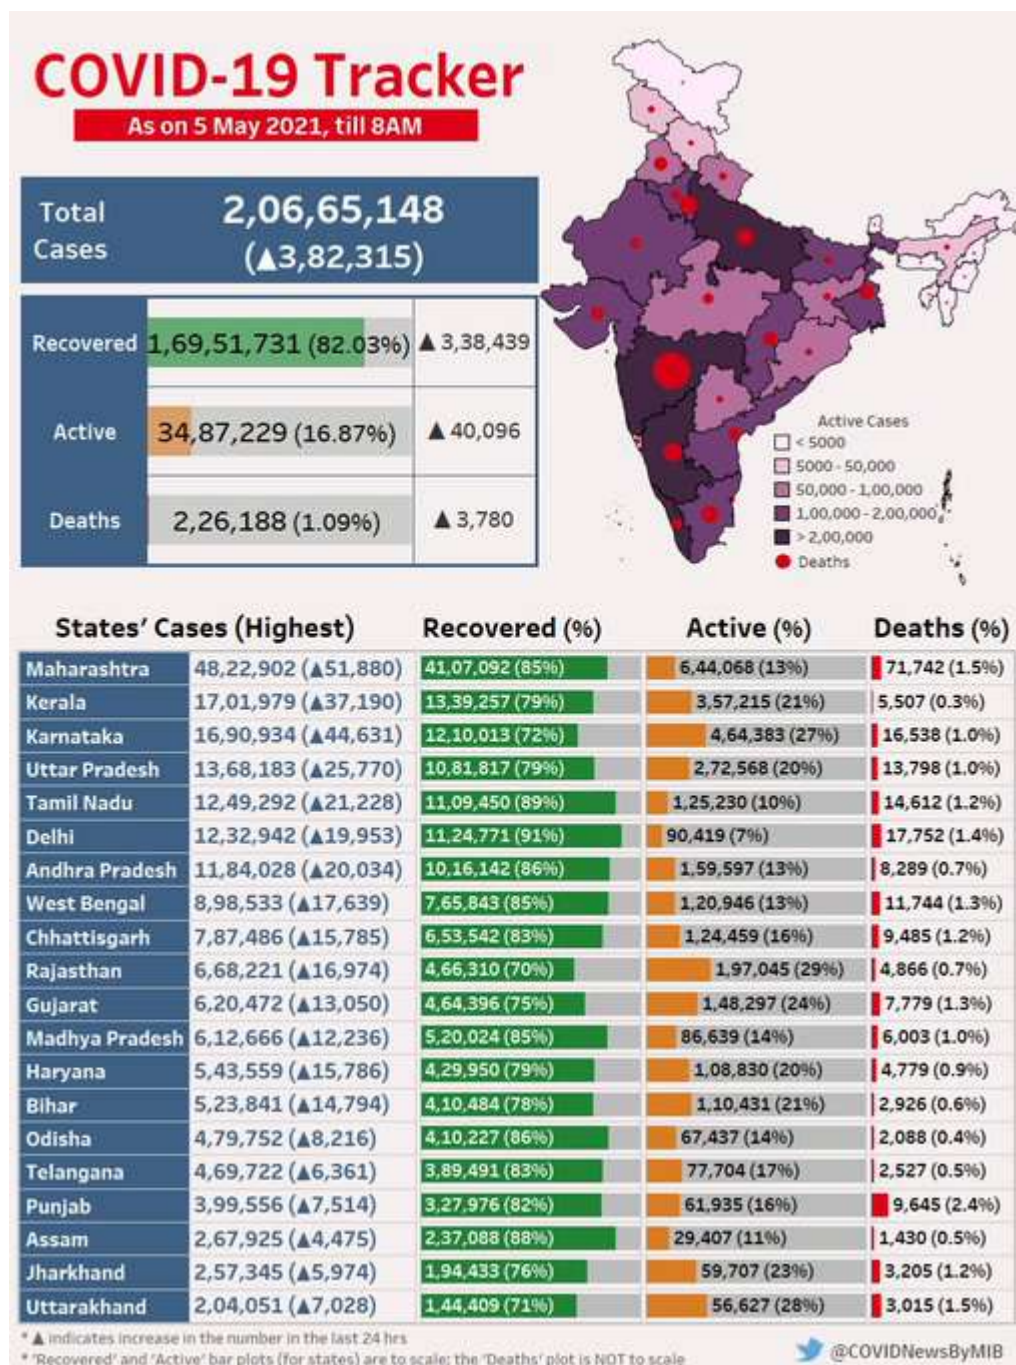 COVID-19 Tracker
As on 5 May 2021, till 8AM
Total Cases
2,06,65,148
(▲3,82,315)
Recovered 1,69,51,731 (82.03%) ▲ 3,38,439
Active 34,87,229 (16.87%) ▲ 40,096
Deaths 2,26,188 (1.09%) ▲ 3,780
Active Cases
< 5000
5000 - 50,000
50,000 - 1,00,000
1,00,000 - 2,00,000
> 2,00,000
Deaths
States' Cases (Highest) Recovered (%) Active (%) Deaths (%)
Maharashtra 48,22,902 (▲51,880) 41,07,092 (85%) 6,44,068 (13%) 71,742 (1.5%)
Kerala 17,01,979 (▲37,190) 13,39,257 (79%) 3,57,215 (21%) 5,507 (0.3%)
Karnataka 16,90,934 (▲44,631) 12,10,013 (72%) 4,64,383 (27%) 16,538 (1.0%)
Uttar Pradesh 13,68,183 (▲25,770) 10,81,817 (79%) 2,72,568 (20%) 13,798 (1.0%)
Tamil Nadu 12,49,292 (▲21,228) 11,09,450 (89%) 1,25,230 (10%) 14,612 (1.2%)
Delhi 12,32,942 (▲19,953) 11,24,771 (91%) 90,419 (7%) 17,752 (1.4%)
Andhra Pradesh 11,84,028 (▲20,034) 10,16,142 (86%) 1,59,597 (13%) 8,289 (0.7%)
West Bengal 8,98,533 (▲17,639) 7,65,843 (85%) 1,20,946 (13%) 11,744 (1.3%)
Chhattisgarh 7,87,486 (▲15,785) 6,53,542 (83%) 1,24,459 (16%) 9,485 (1.2%)
Rajasthan 6,68,221 (▲16,974) 4,66,310 (70%) 1,97,045 (29%) 4,866 (0.7%)
Gujarat 6,20,472 (▲13,050) 4,64,396 (75%) 1,48,297 (24%) 7,779 (1.3%)
Madhya Pradesh 6,12,666 (▲12,236) 5,20,024 (85%) 86,639 (14%) 6,003 (1.0%)
Haryana 5,43,559 (▲15,786) 4,29,950 (79%) 1,08,830 (20%) 4,779 (0.9%)
Bihar 5,23,841 (▲14,794) 4,10,484 (78%) 1,10,431 (21%) 2,926 (0.6%)
Odisha 4,79,752 (▲8,216) 4,10,227 (86%) 67,437 (14%) 2,088 (0.4%)
Telangana 4,69,722 (▲6,361) 3,89,491 (83%) 77,704 (17%) 2,527 (0.5%)
Punjab 3,99,556 (▲7,514) 3,27,976 (82%) 61,935 (16%) 9,645 (2.4%)
Assam 2,67,925 (▲4,475) 2,37,088 (88%) 29,407 (11%) 1,430 (0.5%)
Jharkhand 2,57,345 (▲5,974) 1,94,433 (76%) 59,707 (23%) 3,205 (1.2%)
Uttarakhand 2,04,051 (▲7,028) 1,44,409 (71%) 56,627 (28%) 3,015 (1.5%)
* ▲ indicates increase in the number in the last 24 hrs
* 'Recovered' and 'Active' bar plots (for states) are to scale; the 'Deaths' plot is NOT to scale
@COVIDNewsByMIB